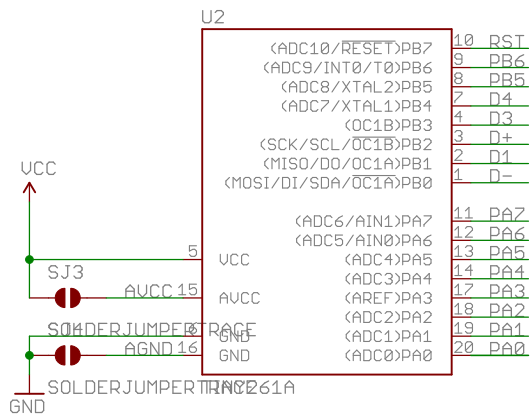 U2
(ADC10/RESET)PB7 10 RST
(ADC9/INT0/T0)PB6 9 PB6
(ADC8/XTAL2)PB5 8 PB5
(ADC7/XTAL1)PB4 7 D4
(OC1B)PB3 4 D3
(SCK/SCL/OC1B)PB2 3 D+
(MISO/DO/OC1A)PB1 2 D1
(MOSI/DI/SDA/OC1A)PB0 1 D-
VCC
(ADC6/AIN1)PA7 11 PA7
(ADC5/AIN0)PA6 12 PA6
5 VCC (ADC4)PA5 13 PA5
SJ3 (ADC3)PA4 14 PA4
AVCC 15 AVCC (AREF)PA3 17 PA3
(ADC2)PA2 18 PA2
SOLDERJUMPERTRACE
6 GND (ADC1)PA1 19 PA1
AGND 16 GND (ADC0)PA0 20 PA0
SOLDERJUMPERTRACE
TINY261A
GND